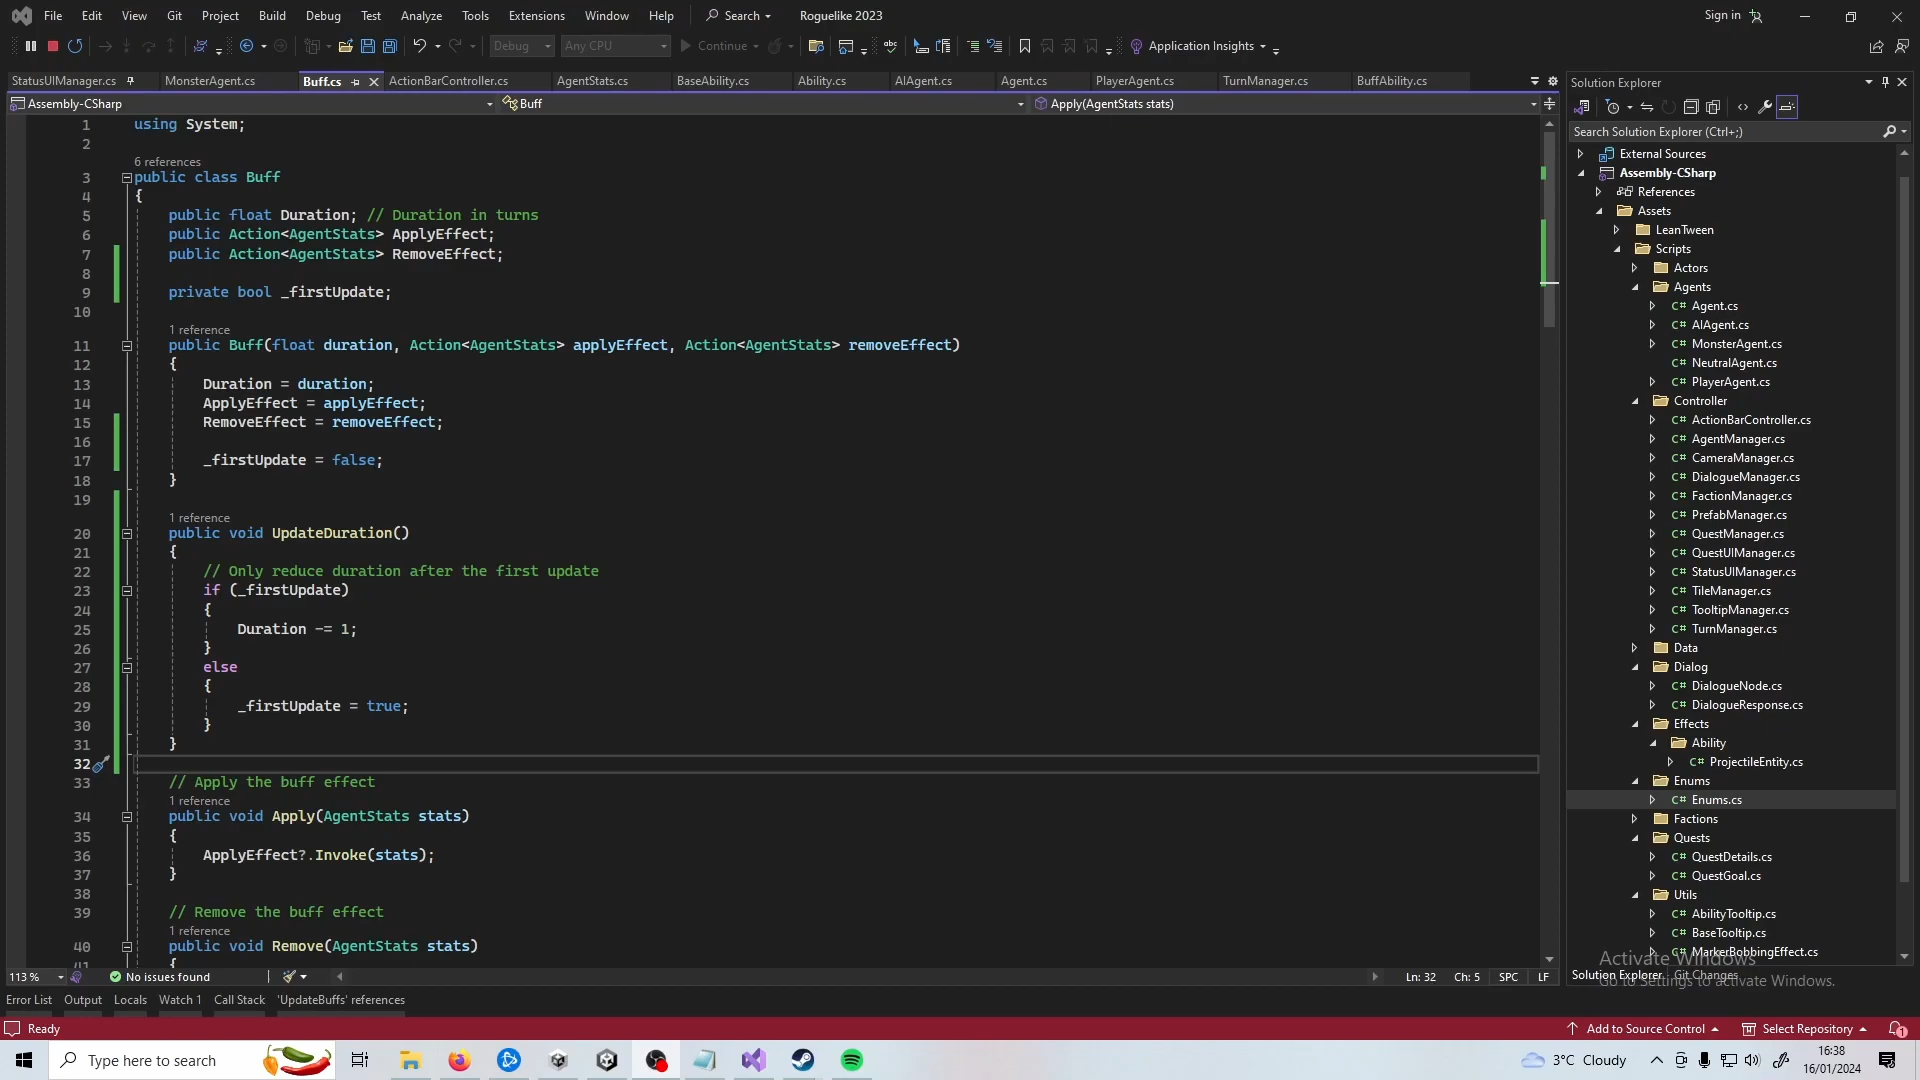 File Edit View Git Project Build Debug Test Analyze Tools Extensions Window Help Search Roguelike 2023 Sign in
Debug Any CPU Continue Application Insights
StatusUIManager.cs MonsterAgent.cs Buff.cs ActionBarController.cs AgentStats.cs BaseAbility.cs Ability.cs AIAgent.cs Agent.cs PlayerAgent.cs TurnManager.cs BuffAbility.cs
Assembly-CSharp Buff Apply(AgentStats stats)
1 using System;
2
6 references
3 public class Buff
4 {
5 public float Duration; // Duration in turns
6 public Action<AgentStats> ApplyEffect;
7 public Action<AgentStats> RemoveEffect;
8
9 private bool _firstUpdate;
10
1 reference
11 public Buff(float duration, Action<AgentStats> applyEffect, Action<AgentStats> removeEffect)
12 {
13 Duration = duration;
14 ApplyEffect = applyEffect;
15 RemoveEffect = removeEffect;
16
17 _firstUpdate = false;
18 }
19
1 reference
20 public void UpdateDuration()
21 {
22 // Only reduce duration after the first update
23 if (_firstUpdate)
24 {
25 Duration -= 1;
26 }
27 else
28 {
29 _firstUpdate = true;
30 }
31 }
32
33 // Apply the buff effect
1 reference
34 public void Apply(AgentStats stats)
35 {
36 ApplyEffect?.Invoke(stats);
37 }
38
39 // Remove the buff effect
1 reference
40 public void Remove(AgentStats stats)
41 {
113 % No issues found Ln: 32 Ch: 5 SPC LF
Error List Output Locals Watch 1 Call Stack 'UpdateBuffs' references
Solution Explorer
Search Solution Explorer (Ctrl+;)
External Sources
Assembly-CSharp
References
Assets
LeanTween
Scripts
Actors
Agents
C# Agent.cs
C# AIAgent.cs
C# MonsterAgent.cs
C# NeutralAgent.cs
C# PlayerAgent.cs
Controller
C# ActionBarController.cs
C# AgentManager.cs
C# CameraManager.cs
C# DialogueManager.cs
C# FactionManager.cs
C# PrefabManager.cs
C# QuestManager.cs
C# QuestUIManager.cs
C# StatusUIManager.cs
C# TileManager.cs
C# TooltipManager.cs
C# TurnManager.cs
Data
Dialog
C# DialogueNode.cs
C# DialogueResponse.cs
Effects
Ability
C# ProjectileEntity.cs
Enums
C# Enums.cs
Factions
Quests
C# QuestDetails.cs
C# QuestGoal.cs
Utils
C# AbilityTooltip.cs
C# BaseTooltip.cs
C# MarkerBobbingEffect.cs
Activate Windows
Solution Explorer Git Changes
Go to Settings to activate Windows.
Ready Add to Source Control Select Repository 1
Type here to search 3°C Cloudy 16:38
16/01/2024